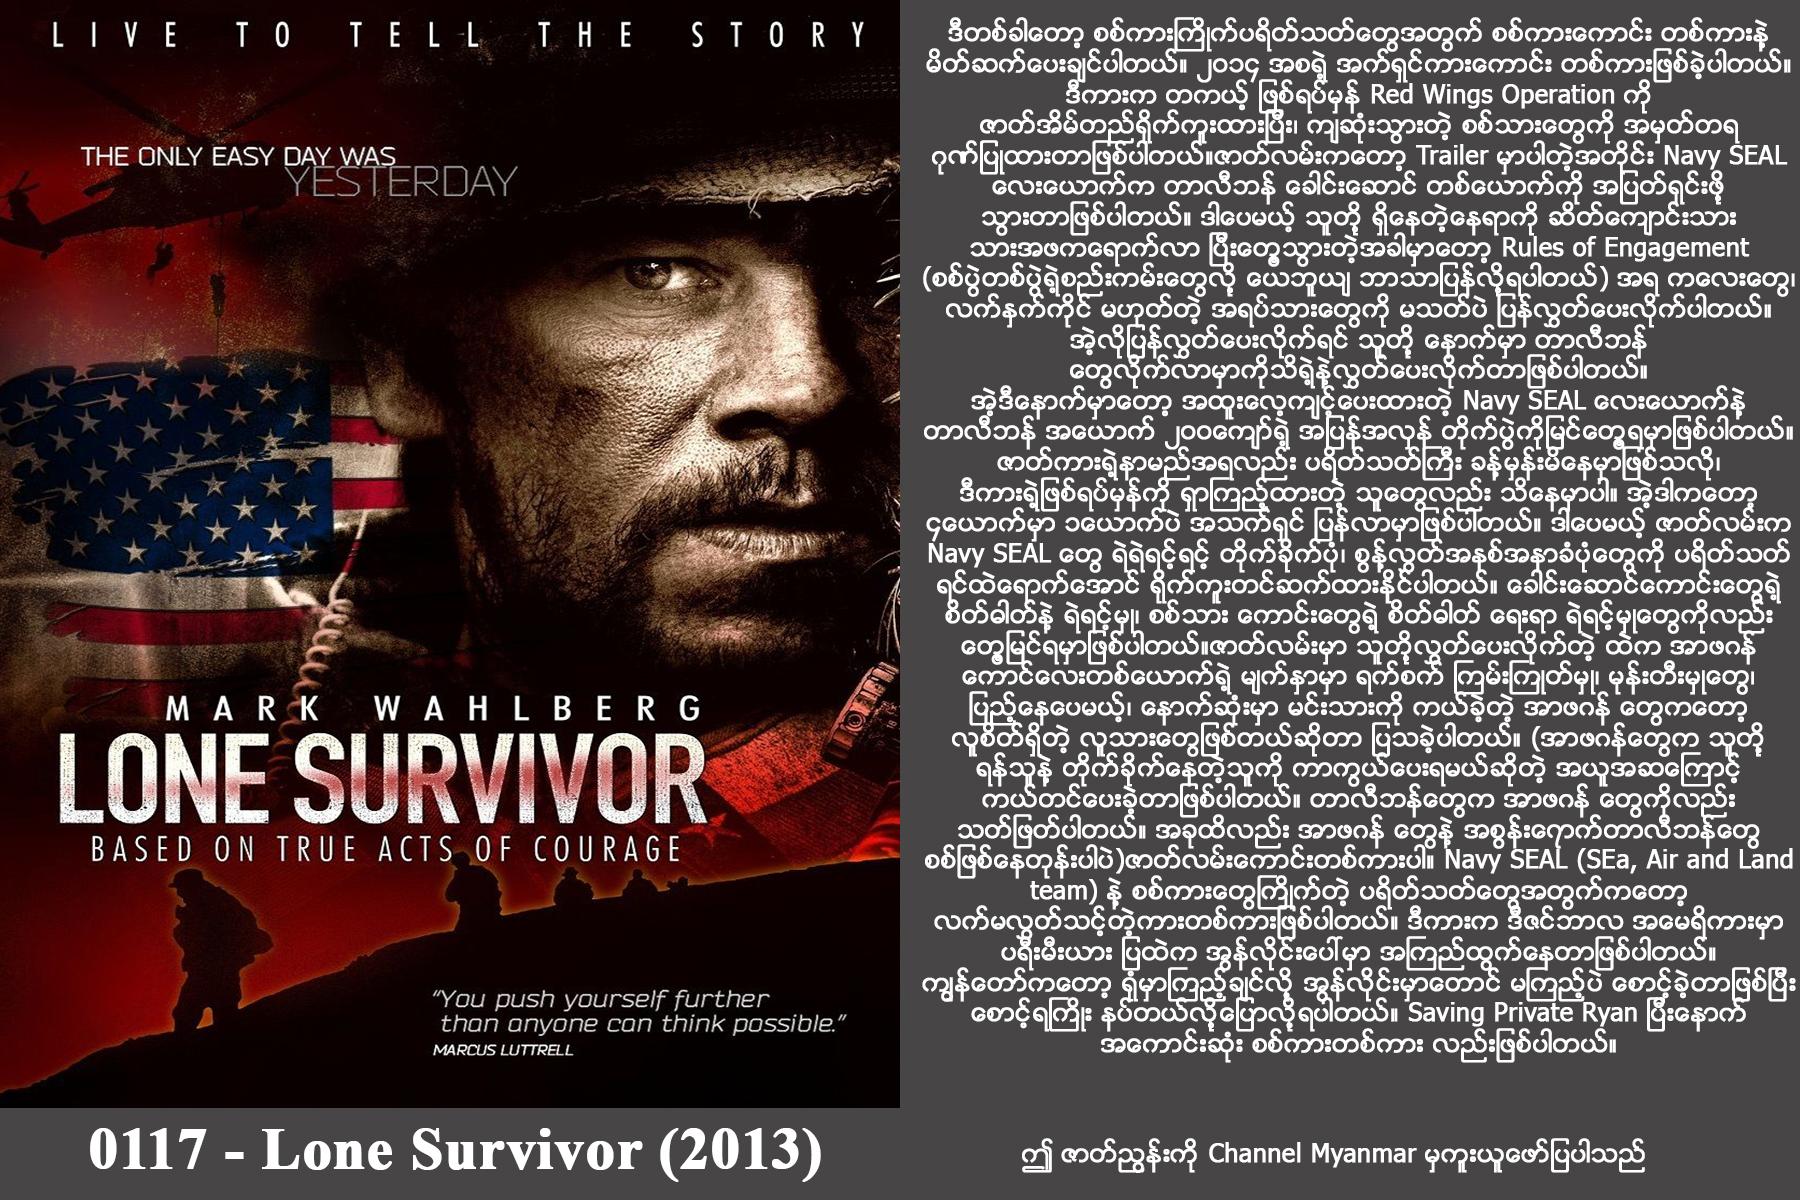 LIVE TO TELL THE STORY
THE ONLY EASY DAY WAS
YESTERDAY
MARK WAHLBERG
LONE SURVIVOR
BASED ON TRUE ACTS OF COURAGE
“You push yourself further
than anyone can think possible.”
MARCUS LUTTRELL
0117 - Lone Survivor (2013)
ဒီတစ်ခါတော့ စစ်ကားကြိုက်ပရိတ်သတ်တွေအတွက် စစ်ကားကောင်း တစ်ကားနဲ့
မိတ်ဆက်ပေးချင်ပါတယ်။ ၂၀၁၄ အစရဲ့ အက်ရှင်ကားကောင်း တစ်ကားဖြစ်ခဲ့ပါတယ်။
ဒီကားက တကယ့် ဖြစ်ရပ်မှန် Red Wings Operation ကို
ဇာတ်အိမ်တည်ရိုက်ကူးထားပြီး၊ ကျဆုံးသွားတဲ့ စစ်သားတွေကို အမှတ်တရ
ဂုဏ်ပြုထားတာဖြစ်ပါတယ်။ဇာတ်လမ်းကတော့ Trailer မှာပါတဲ့အတိုင်း Navy SEAL
လေးယောက်က တာလီဘန် ခေါင်းဆောင် တစ်ယောက်ကို အပြတ်ရှင်းဖို့
သွားတာဖြစ်ပါတယ်။ ဒါပေမယ့် သူတို့ ရှိနေတဲ့နေရာကို ဆိတ်ကျောင်းသား
သားအဖကရောက်လာ ပြီးတွေ့သွားတဲ့အခါမှာတော့ Rules of Engagement
(စစ်ပွဲတစ်ပွဲရဲ့စည်းကမ်းတွေလို့ ယေဘူယျ ဘာသာပြန်လို့ရပါတယ်) အရ ကလေးတွေ၊
လက်နက်ကိုင် မဟုတ်တဲ့ အရပ်သားတွေကို မသတ်ပဲ ပြန်လွှတ်ပေးလိုက်ပါတယ်။
အဲ့လိုပြန်လွှတ်ပေးလိုက်ရင် သူတို့ နောက်မှာ တာလီဘန်
တွေလိုက်လာမှာကိုသိရဲ့နဲ့လွှတ်ပေးလိုက်တာဖြစ်ပါတယ်။
အဲ့ဒီနောက်မှာတော့ အထူးလေ့ကျင့်ပေးထားတဲ့ Navy SEAL လေးယောက်နဲ့
တာလီဘန် အယောက် ၂၀၀ကျော်ရဲ့ အပြန်အလှန် တိုက်ပွဲကိုမြင်တွေ့ရမှာဖြစ်ပါတယ်။
ဇာတ်ကားရဲ့နာမည်အရလည်း ပရိတ်သတ်ကြီး ခန့်မှန်းမိနေမှာဖြစ်သလို၊
ဒီကားရဲ့ဖြစ်ရပ်မှန်ကို ရှာကြည့်ထားတဲ့ သူတွေလည်း သိနေမှာပါ။ အဲ့ဒါကတော့
၄ယောက်မှာ ၁ယောက်ပဲ အသက်ရှင် ပြန်လာမှာဖြစ်ပါတယ်။ ဒါပေမယ့် ဇာတ်လမ်းက
Navy SEAL တွေ ရဲရဲရင့်ရင့် တိုက်ခိုက်ပုံ၊ စွန့်လွှတ်အနစ်အနာခံပုံတွေကို ပရိတ်သတ်
ရင်ထဲရောက်အောင် ရိုက်ကူးတင်ဆက်ထားနိုင်ပါတယ်။ ခေါင်းဆောင်ကောင်းတွေရဲ့
စိတ်ဓါတ်နဲ့ ရဲရင့်မှု၊ စစ်သား ကောင်းတွေရဲ့ စိတ်ဓါတ် ရေးရာ ရဲရင့်မှုတွေကိုလည်း
တွေ့မြင်ရမှာဖြစ်ပါတယ်။ဇာတ်လမ်းမှာ သူတို့လွှတ်ပေးလိုက်တဲ့ ထဲက အာဖဂန်
ကောင်လေးတစ်ယောက်ရဲ့ မျက်နှာမှာ ရက်စက် ကြမ်းကြုတ်မှု၊ မုန်းတီးမှုတွေ၊
ပြည့်နေပေမယ့်၊ နောက်ဆုံးမှာ မင်းသားကို ကယ်ခဲ့တဲ့ အာဖဂန် တွေကတော့
လူစိတ်ရှိတဲ့ လူသားတွေဖြစ်တယ်ဆိုတာ ပြသခဲ့ပါတယ်။ (အာဖဂန်တွေက သူတို့
ရန်သူနဲ့ တိုက်ခိုက်နေတဲ့သူကို ကာကွယ်ပေးရမယ်ဆိုတဲ့ အယူအဆကြောင့်
ကယ်တင်ပေးခဲ့တာဖြစ်ပါတယ်။ တာလီဘန်တွေက အာဖဂန် တွေကိုလည်း
သတ်ဖြတ်ပါတယ်။ အခုထိလည်း အာဖဂန် တွေနဲ့ အစွန်းရောက်တာလီဘန်တွေ
စစ်ဖြစ်နေတုန်းပါပဲ)ဇာတ်လမ်းကောင်းတစ်ကားပါ။ Navy SEAL (SEa, Air and Land
team) နဲ့ စစ်ကားတွေကြိုက်တဲ့ ပရိတ်သတ်တွေအတွက်ကတော့
လက်မလွှတ်သင့်တဲ့ကားတစ်ကားဖြစ်ပါတယ်။ ဒီကားက ဒီဇင်ဘာလ အမေရိကားမှာ
ပရီးမီးယား ပြထဲက အွန်လိုင်းပေါ်မှာ အကြည်ထွက်နေတာဖြစ်ပါတယ်။
ကျွန်တော်ကတော့ ရုံမှာကြည့်ချင်လို့ အွန်လိုင်းမှာတောင် မကြည့်ပဲ စောင့်ခဲ့တာဖြစ်ပြီး
စောင့်ရကြိုး နပ်တယ်လို့ပြောလို့ရပါတယ်။ Saving Private Ryan ပြီးနောက်
အကောင်းဆုံး စစ်ကားတစ်ကား လည်းဖြစ်ပါတယ်။
ဤ ဇာတ်ညွှန်းကို Channel Myanmar မှကူးယူဖော်ပြပါသည်